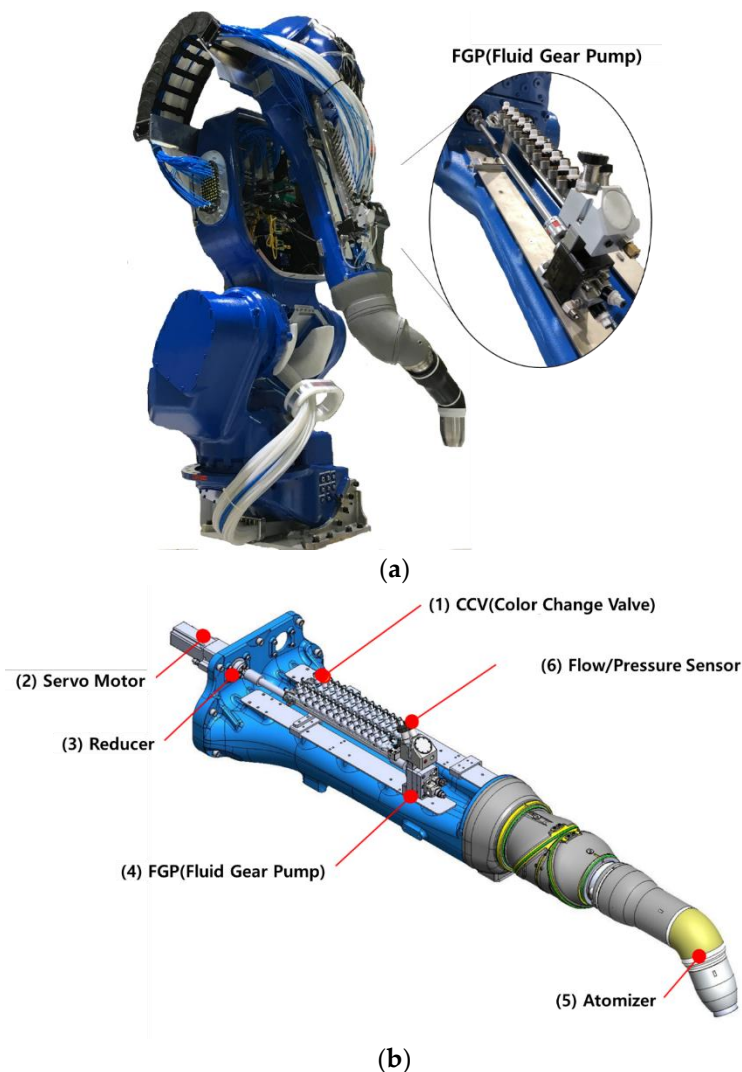 FGP(Fluid Gear Pump)
(a)
(1) CCV(Color Change Valve)
(6) Flow/Pressure Sensor
(2) Servo Motor
(3) Reducer
(4) FGP(Fluid Gear Pump)
(5) Atomizer
(b)